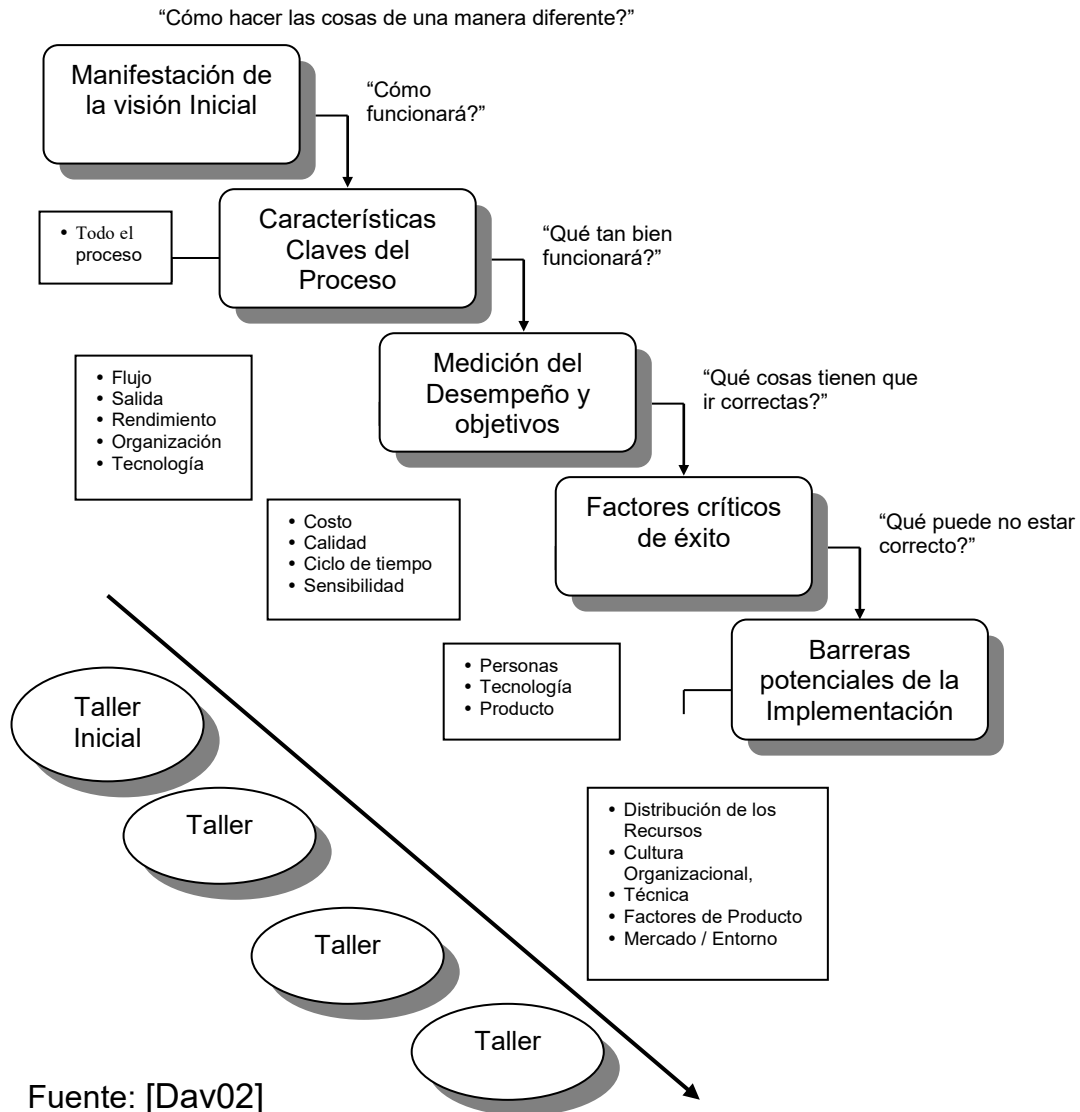 “Cómo hacer las cosas de una manera diferente?”
Manifestación de
la visión Inicial
“Cómo
funcionará?”
• Todo el
proceso
Características
Claves del
Proceso
“Qué tan bien
funcionará?”
• Flujo
• Salida
• Rendimiento
• Organización
• Tecnología
Medición del
Desempeño y
objetivos
“Qué cosas tienen que
ir correctas?”
• Costo
• Calidad
• Ciclo de tiempo
• Sensibilidad
Factores críticos
de éxito
“Qué puede no estar
correcto?”
• Personas
• Tecnología
• Producto
Barreras
potenciales de la
Implementación
• Distribución de los
Recursos
• Cultura
Organizacional,
• Técnica
• Factores de Producto
• Mercado / Entorno
Taller
Inicial
Taller
Taller
Taller
Fuente: [Dav02]